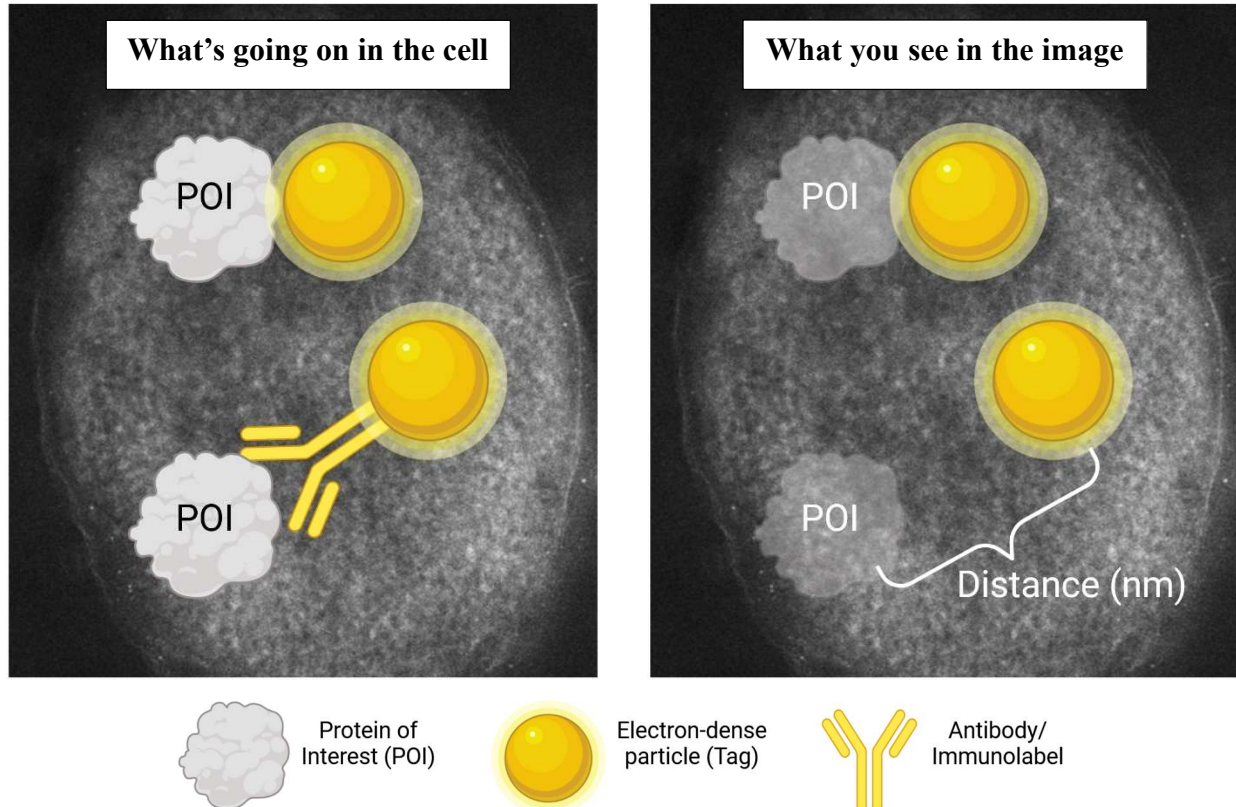 What’s going on in the cell
What you see in the image
POI
POI
POI
POI
Distance (nm)
Protein of
Interest (POI)
Electron-dense
particle (Tag)
Antibody/
Immunolabel